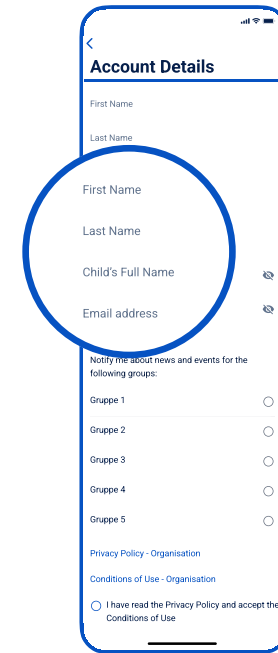 Account Details
First Name
Last Name
First Name
Last Name
Child's Full Name
Email address
Notify me about news and events for the
following groups:
Gruppe 1
Gruppe 2
Gruppe 3
Gruppe 4
Gruppe 5
Privacy Policy - Organisation
Conditions of Use - Organisation
I have read the Privacy Policy and accept the
Conditions of Use